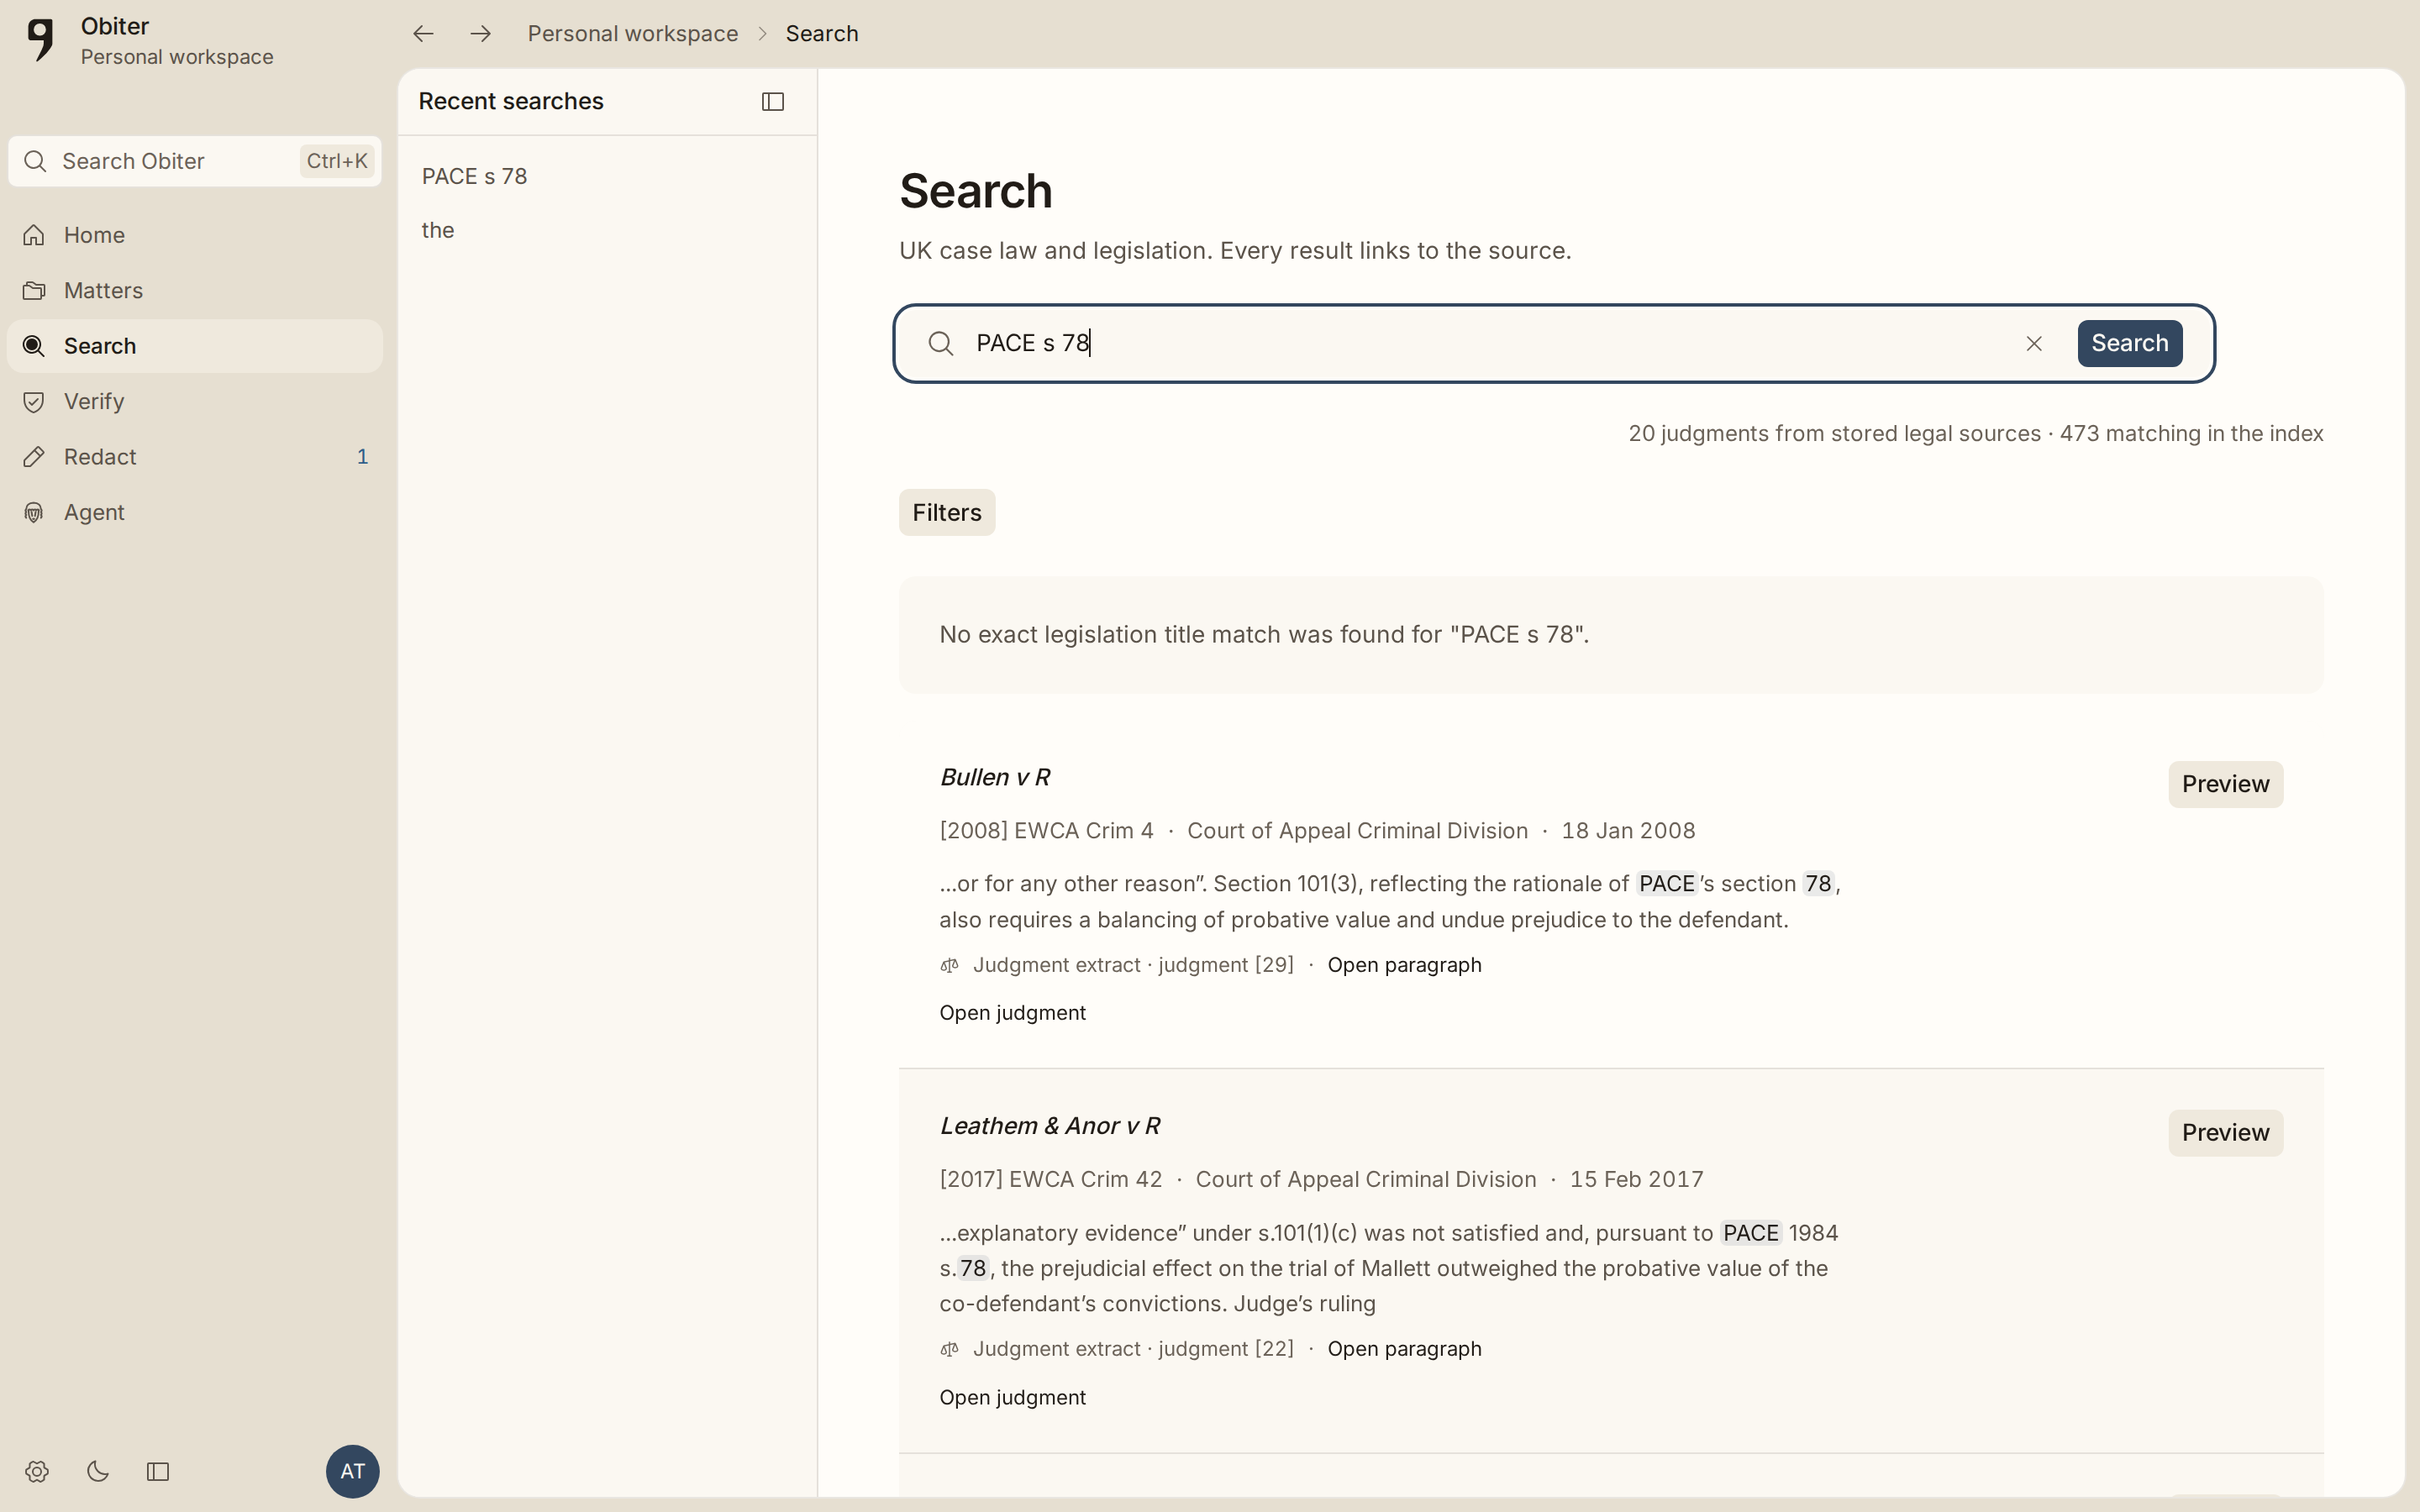 Obiter
Personal workspace
Search Obiter
Ctrl+K
Home
Matters
Search
Verify
Redact
1
Agent
AT
Personal workspace
Search
Recent searches
PACE s 78
the
Search
UK case law and legislation. Every result links to the source.
PACE s 78
Search
20 judgments from stored legal sources · 473 matching in the index
Filters
No exact legislation title match was found for "PACE s 78".
Bullen v R
Preview
[2008] EWCA Crim 4 · Court of Appeal Criminal Division · 18 Jan 2008
…or for any other reason”. Section 101(3), reflecting the rationale of PACE’s section 78,
also requires a balancing of probative value and undue prejudice to the defendant.
Judgment extract · judgment [29] · Open paragraph
Open judgment
Leathem & Anor v R
Preview
[2017] EWCA Crim 42 · Court of Appeal Criminal Division · 15 Feb 2017
…explanatory evidence” under s.101(1)(c) was not satisfied and, pursuant to PACE 1984
s.78, the prejudicial effect on the trial of Mallett outweighed the probative value of the
co-defendant’s convictions. Judge’s ruling
Judgment extract · judgment [22] · Open paragraph
Open judgment